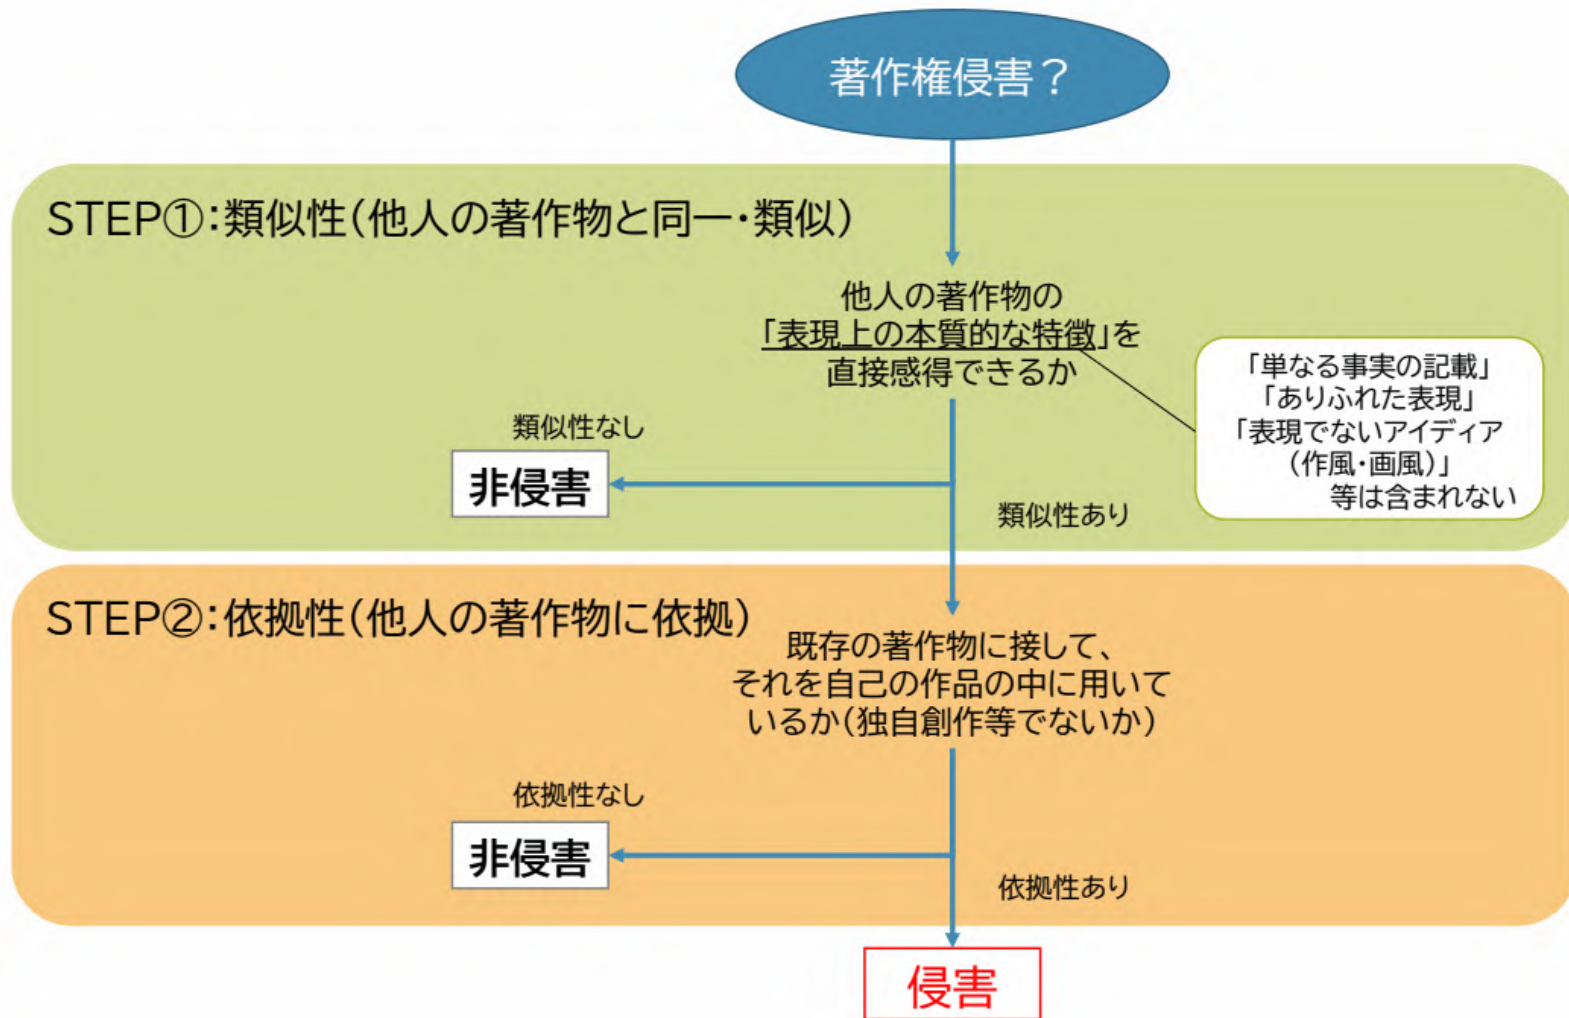 著作権侵害？
STEP①：類似性（他人の著作物と同一・類似）
他人の著作物の
「表現上の本質的な特徴」を
直接感得できるか
「単なる事実の記載」
「ありふれた表現」
「表現でないアイディア
（作風・画風）」
等は含まれない
類似性なし
非侵害
類似性あり
STEP②：依拠性（他人の著作物に依拠）
既存の著作物に接して、
それを自己の作品の中に用いて
いるか（独自創作等でないか）
依拠性なし
非侵害
依拠性あり
侵害